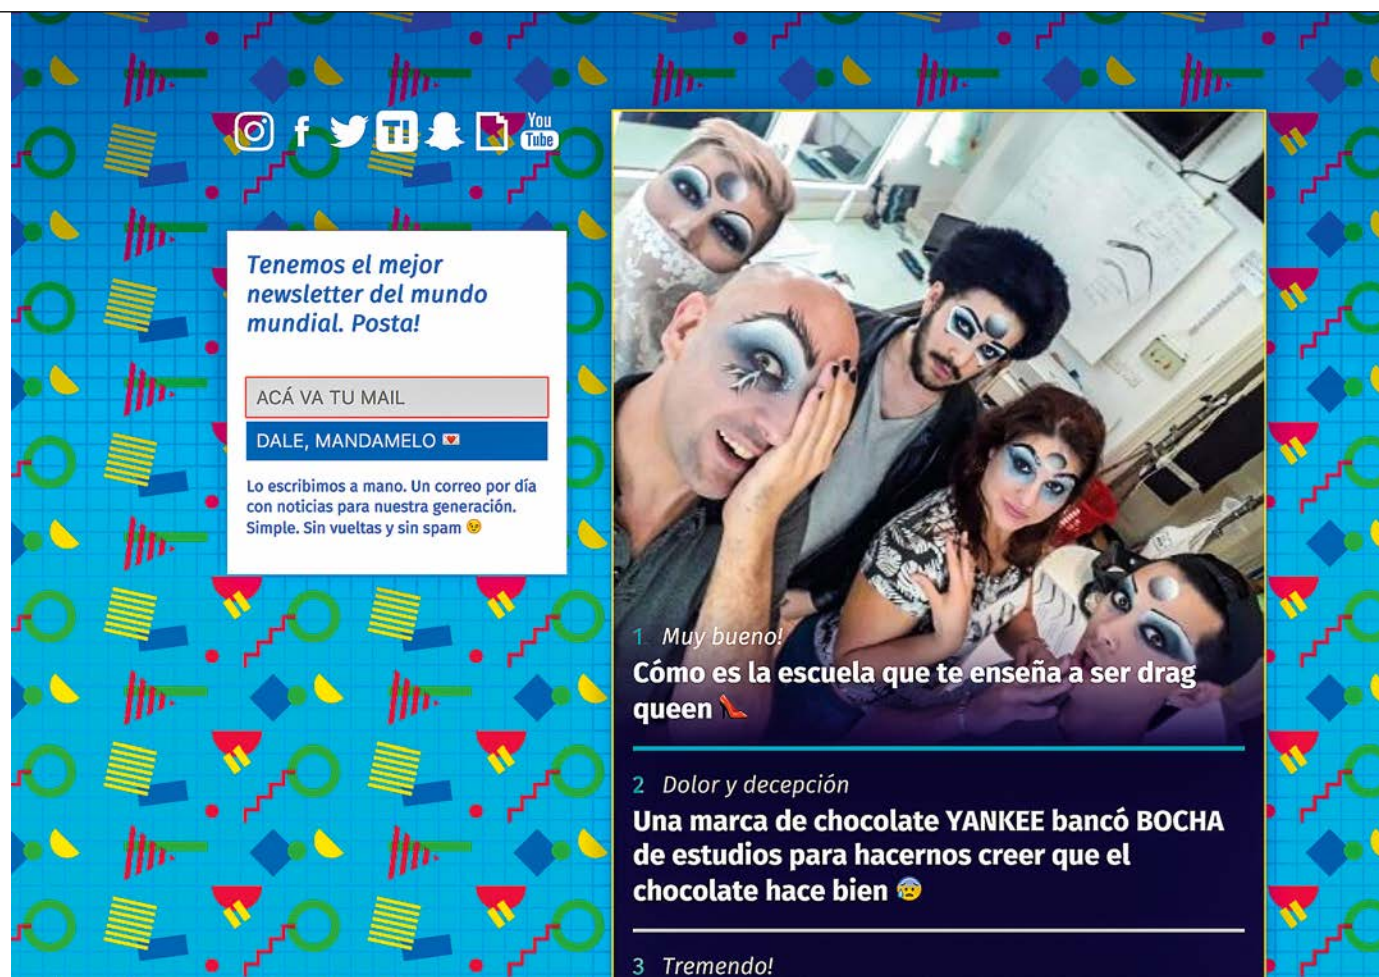 You
Tube
Tenemos el mejor
newsletter del mundo
mundial. Posta!
ACÁ VA TU MAIL
DALE, MANDAMELO 💌
Lo escribimos a mano. Un correo por día
con noticias para nuestra generación.
Simple. Sin vueltas y sin spam 😉
1. Muy bueno!
Cómo es la escuela que te enseña a ser drag
queen 👠
2 Dolor y decepción
Una marca de chocolate YANKEE bancó BOCHA
de estudios para hacernos creer que el
chocolate hace bien 😰
3 Tremendo!